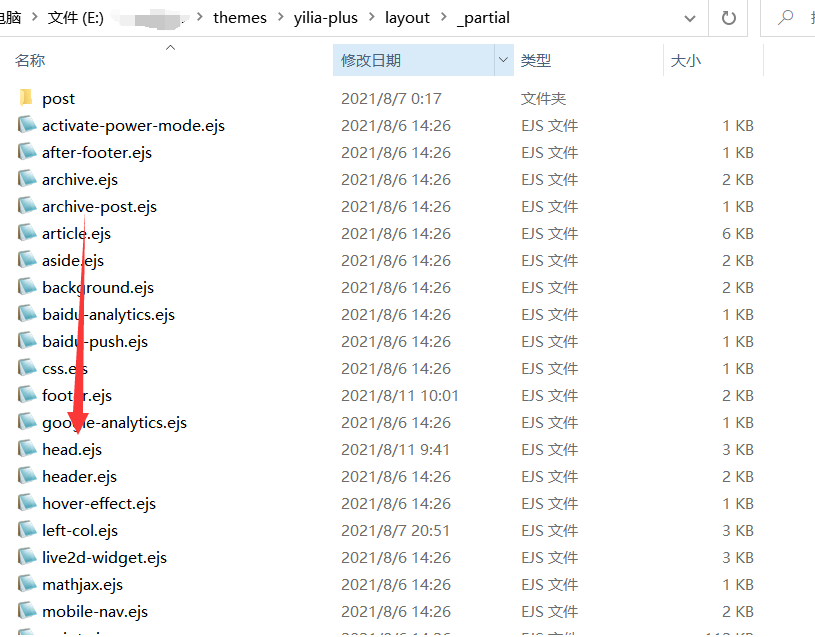 电脑 文件 (E:) themes yilia-plus layout _partial
名称 修改日期 类型 大小
post 2021/8/7 0:17 文件夹
activate-power-mode.ejs 2021/8/6 14:26 EJS 文件 1 KB
after-footer.ejs 2021/8/6 14:26 EJS 文件 1 KB
archive.ejs 2021/8/6 14:26 EJS 文件 2 KB
archive-post.ejs 2021/8/6 14:26 EJS 文件 1 KB
article.ejs 2021/8/6 14:26 EJS 文件 6 KB
aside.ejs 2021/8/6 14:26 EJS 文件 2 KB
background.ejs 2021/8/6 14:26 EJS 文件 2 KB
baidu-analytics.ejs 2021/8/6 14:26 EJS 文件 1 KB
baidu-push.ejs 2021/8/6 14:26 EJS 文件 1 KB
css.ejs 2021/8/6 14:26 EJS 文件 1 KB
footer.ejs 2021/8/11 10:01 EJS 文件 2 KB
google-analytics.ejs 2021/8/6 14:26 EJS 文件 1 KB
head.ejs 2021/8/11 9:41 EJS 文件 3 KB
header.ejs 2021/8/6 14:26 EJS 文件 2 KB
hover-effect.ejs 2021/8/6 14:26 EJS 文件 1 KB
left-col.ejs 2021/8/7 20:51 EJS 文件 3 KB
live2d-widget.ejs 2021/8/6 14:26 EJS 文件 3 KB
mathjax.ejs 2021/8/6 14:26 EJS 文件 1 KB
mobile-nav.ejs 2021/8/6 14:26 EJS 文件 2 KB